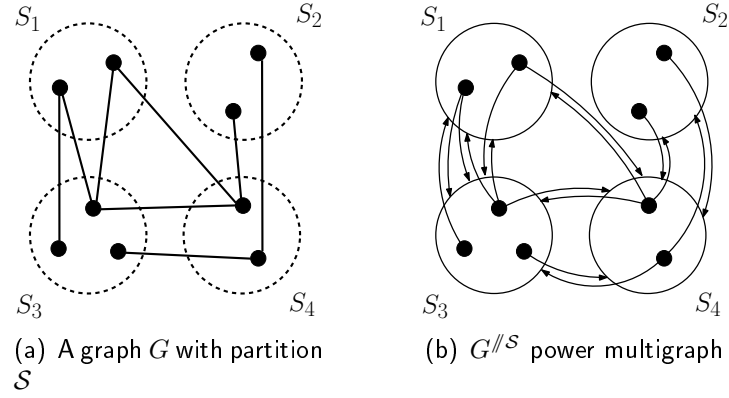 S₁ S₂ S₁ S₂
S₃ S₄ S₃ S₄
(a) A graph G with partition
𝒮
(b) G^{//𝒮} power multigraph